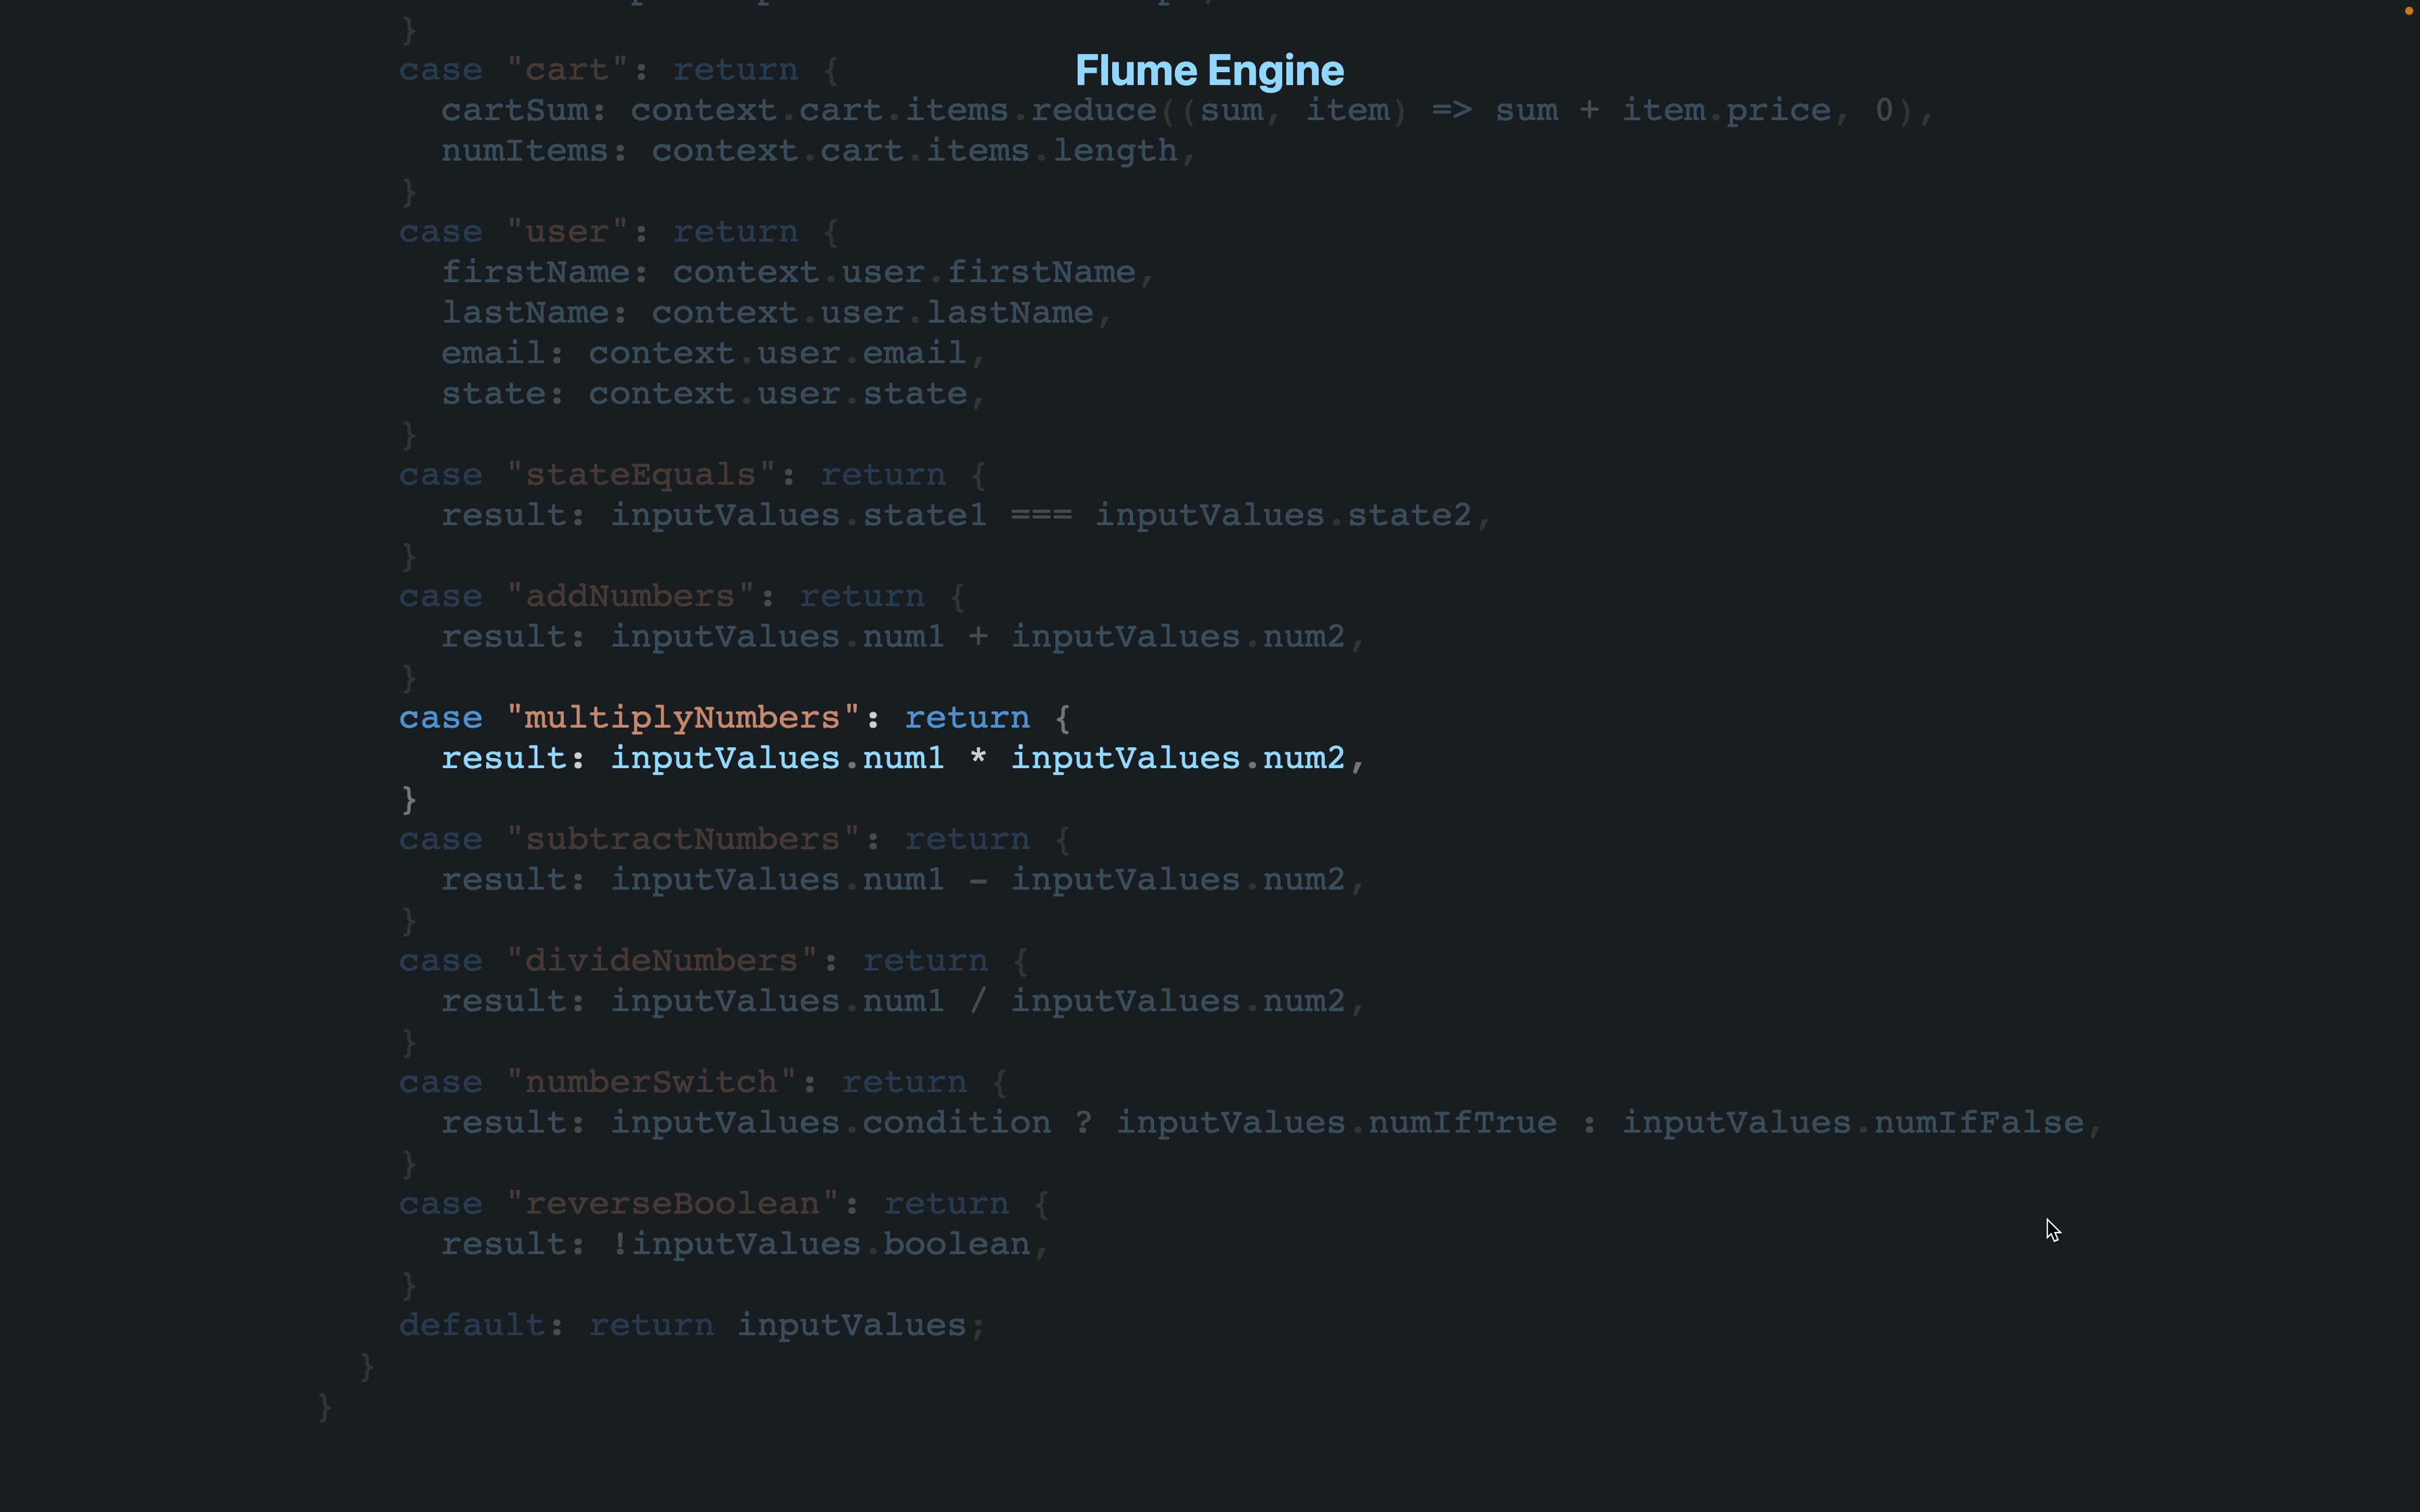 }
Flume Engine
case "cart": return {
cartSum: context.cart.items.reduce((sum, item) => sum + item.price, 0),
numItems: context.cart.items.length,
}
case "user": return {
firstName: context.user.firstName,
lastName: context.user.lastName,
email: context.user.email,
state: context.user.state,
}
case "stateEquals": return {
result: inputValues.state1 === inputValues.state2,
}
case "addNumbers": return {
result: inputValues.num1 + inputValues.num2,
}
case "multiplyNumbers": return {
result: inputValues.num1 * inputValues.num2,
}
case "subtractNumbers": return {
result: inputValues.num1 - inputValues.num2,
}
case "divideNumbers": return {
result: inputValues.num1 / inputValues.num2,
}
case "numberSwitch": return {
result: inputValues.condition ? inputValues.numIfTrue : inputValues.numIfFalse,
}
case "reverseBoolean": return {
result: !inputValues.boolean,
}
default: return inputValues;
}
}